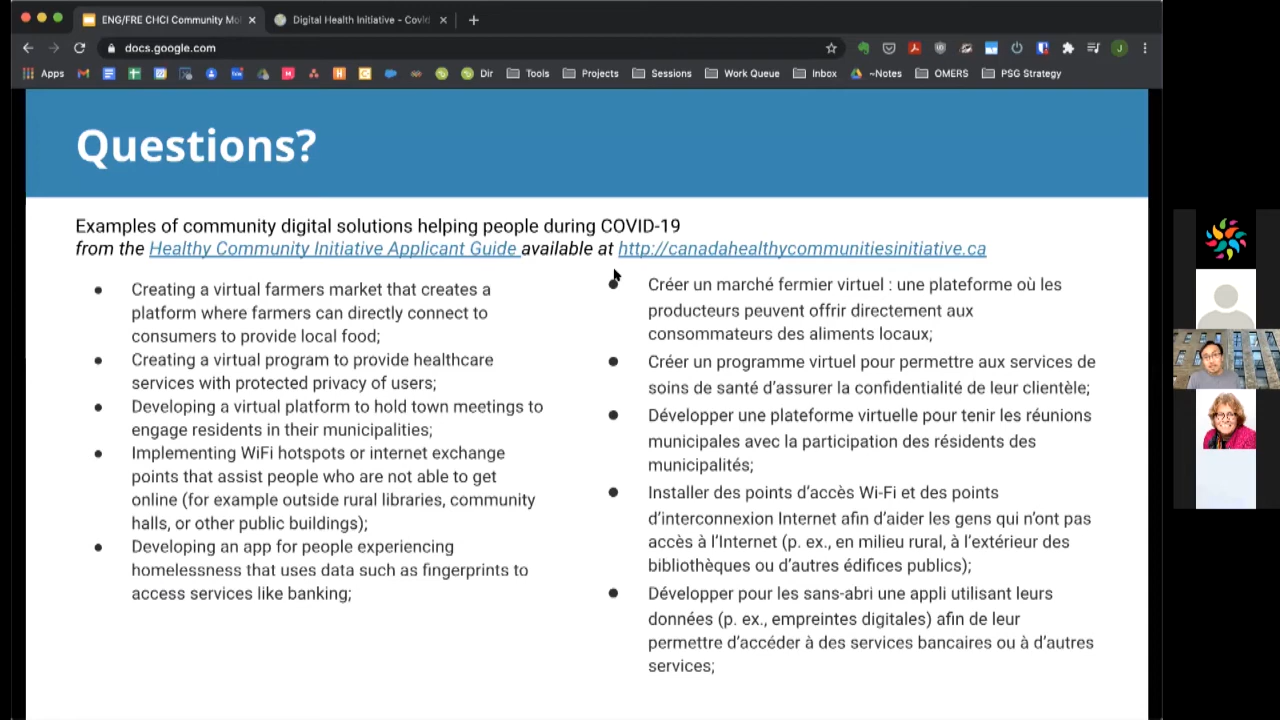 ENG/FRE CHCI Community Mo
Digital Health Initiative - Covi
docs.google.com
J
Apps
Dir
Tools
Projects
Sessions
Work Queue
Inbox
~Notes
OMERS
PSG Strategy
Questions?
Examples of community digital solutions helping people during COVID-19
from the Healthy Community Initiative Applicant Guide available at http://canadahealthycommunitiesinitiative.ca
● Creating a virtual farmers market that creates a
platform where farmers can directly connect to
consumers to provide local food;
● Creating a virtual program to provide healthcare
services with protected privacy of users;
● Developing a virtual platform to hold town meetings to
engage residents in their municipalities;
● Implementing WiFi hotspots or internet exchange
points that assist people who are not able to get
online (for example outside rural libraries, community
halls, or other public buildings);
● Developing an app for people experiencing
homelessness that uses data such as fingerprints to
access services like banking;
● Créer un marché fermier virtuel : une plateforme où les
producteurs peuvent offrir directement aux
consommateurs des aliments locaux;
● Créer un programme virtuel pour permettre aux services de
soins de santé d’assurer la confidentialité de leur clientèle;
● Développer une plateforme virtuelle pour tenir les réunions
municipales avec la participation des résidents des
municipalités;
● Installer des points d’accès Wi-Fi et des points
d’interconnexion Internet afin d’aider les gens qui n’ont pas
accès à l’Internet (p. ex., en milieu rural, à l’extérieur des
bibliothèques ou d’autres édifices publics);
● Développer pour les sans-abri une appli utilisant leurs
données (p. ex., empreintes digitales) afin de leur
permettre d’accéder à des services bancaires ou à d’autres
services;